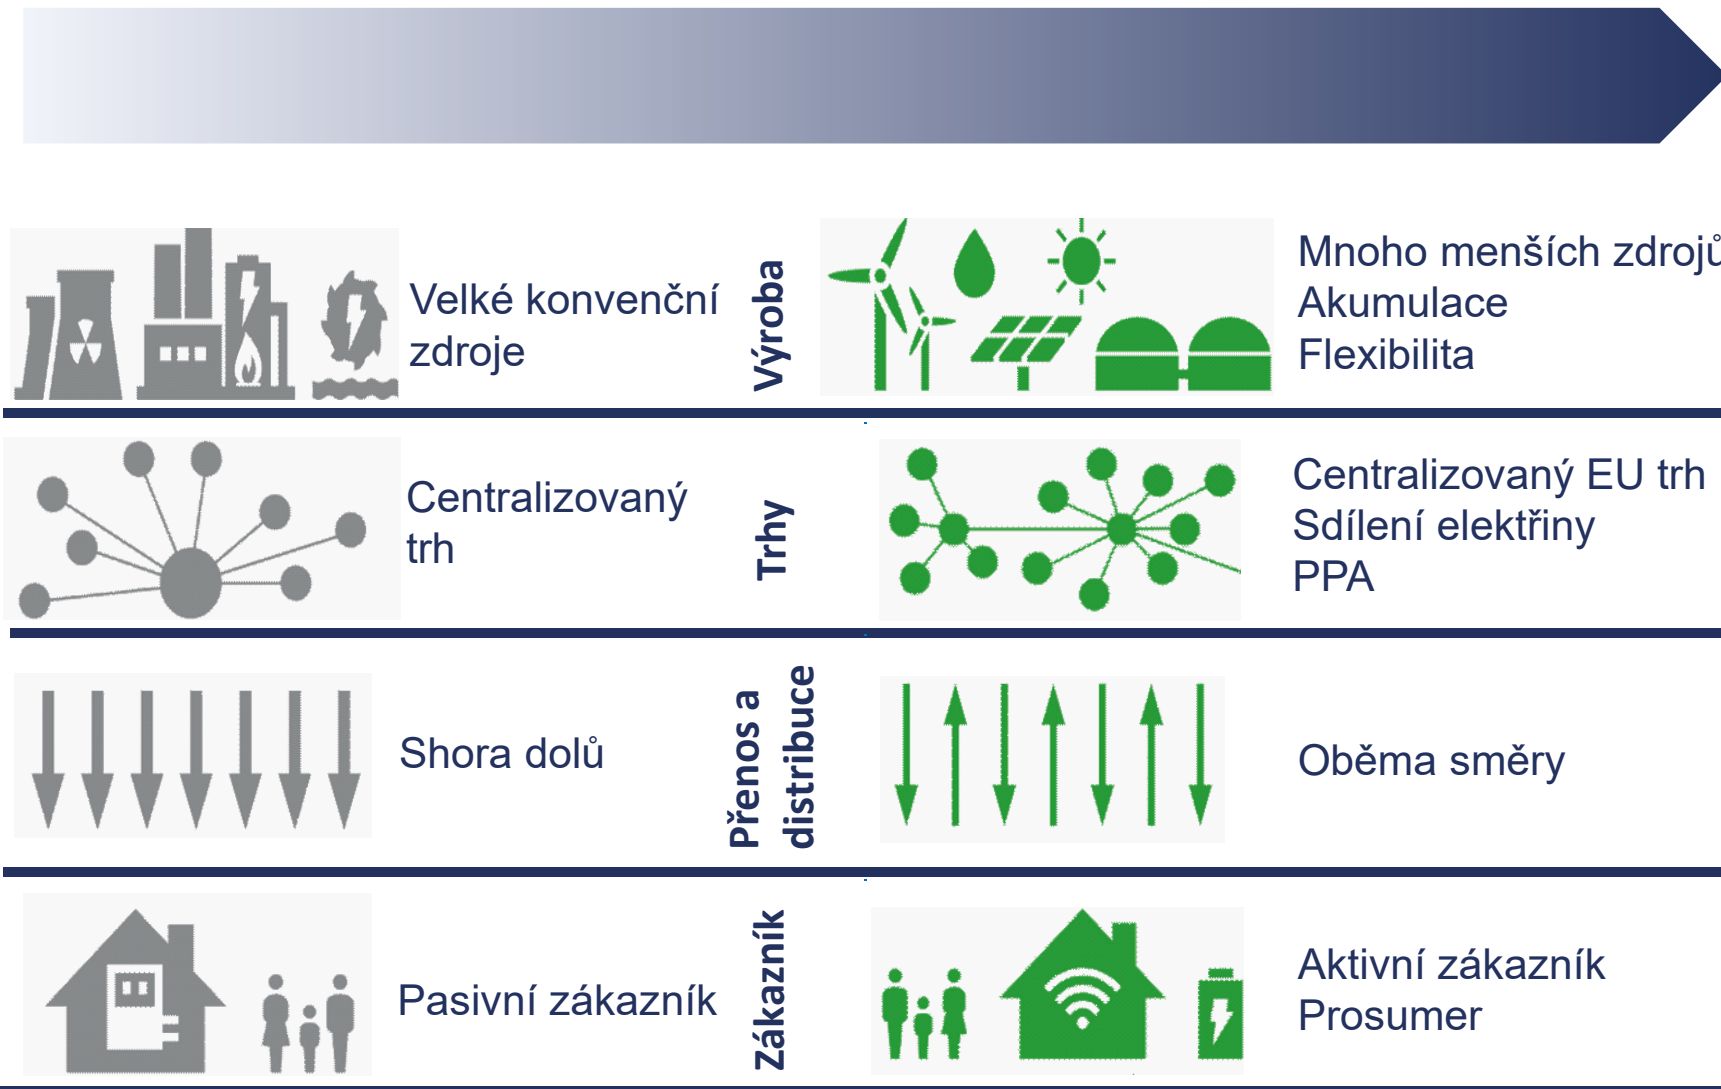 Velké konvenční
zdroje
Výroba
Mnoho menších zdrojů
Akumulace
Flexibilita
Centralizovaný
trh
Trhy
Centralizovaný EU trh
Sdílení elektřiny
PPA
Shora dolů
Přenos a
distribuce
Oběma směry
Pasivní zákazník
Zákazník
Aktivní zákazník
Prosumer